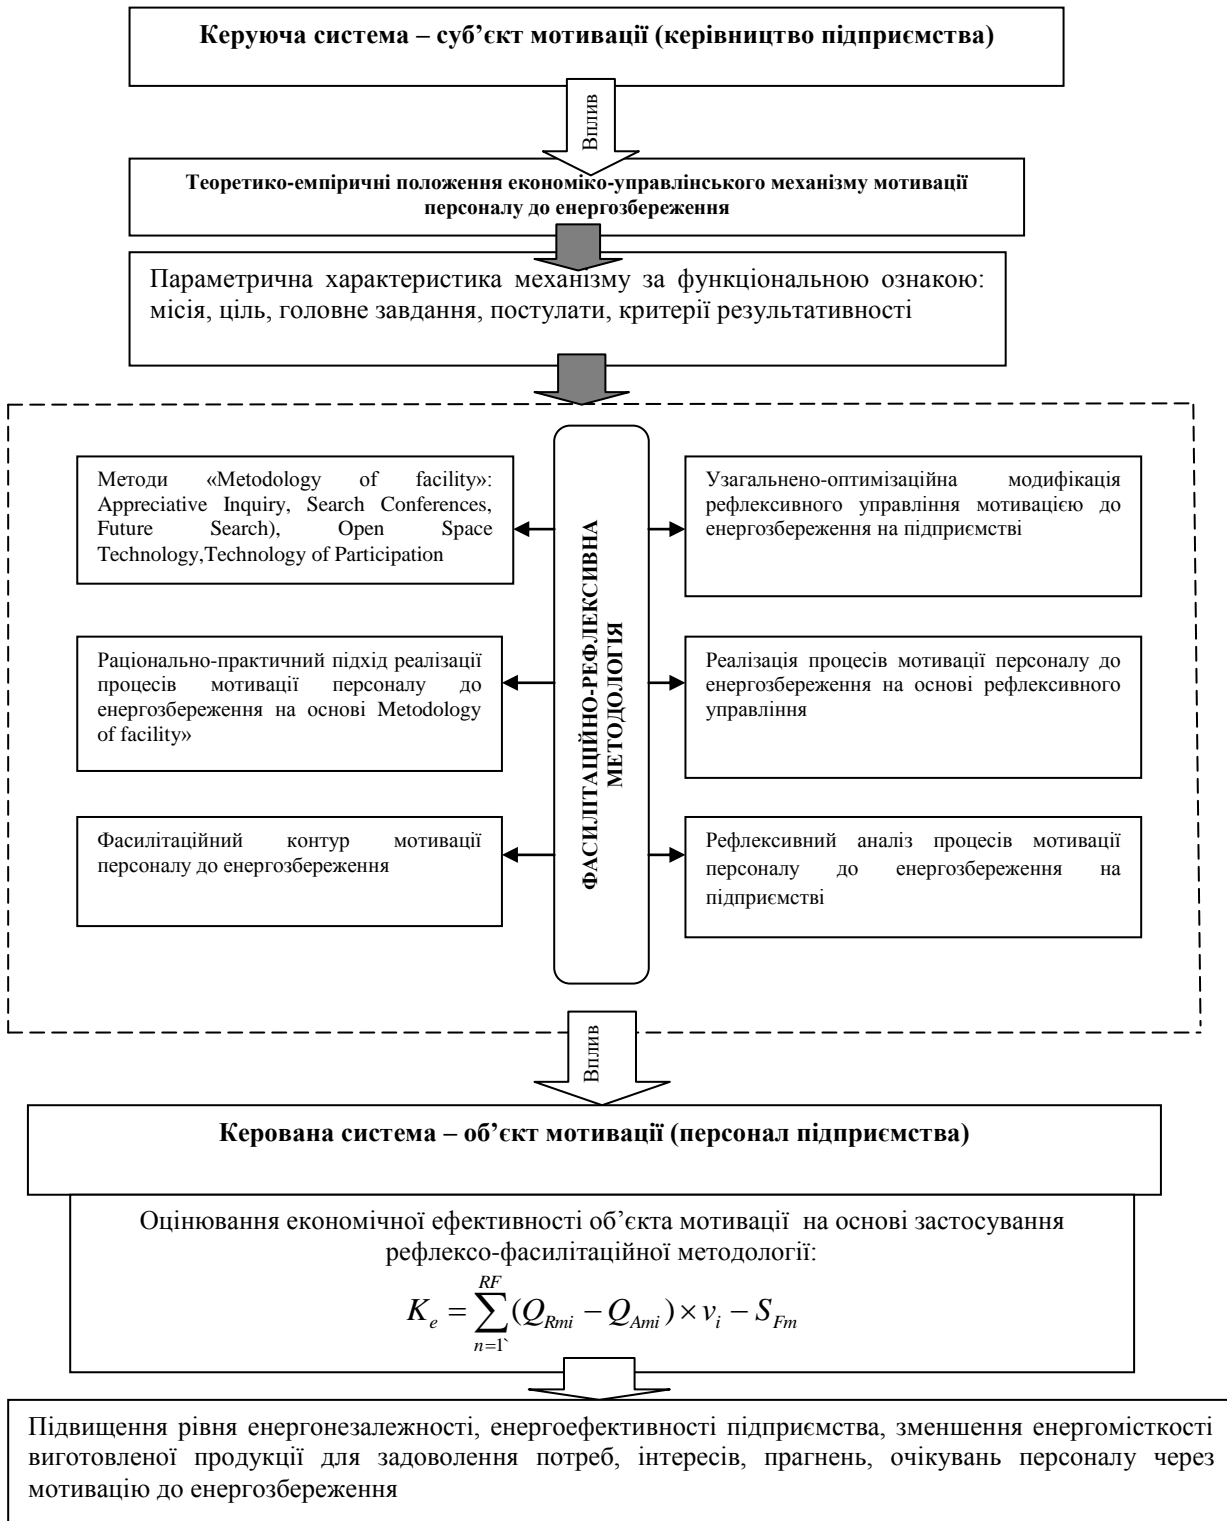 Керуюча система – суб’єкт мотивації (керівництво підприємства)
Вплив
Теоретико-емпіричні положення економіко-управлінського механізму мотивації
персоналу до енергозбереження
Параметрична характеристика механізму за функціональною ознакою:
місія, ціль, головне завдання, постулати, критерії результативності
Методи «Metodology of facility»:
Appreciative Inquiry, Search Conferences,
Future Search), Open Space
Technology,Technology of Participation
Раціонально-практичний підхід реалізації
процесів мотивації персоналу до
енергозбереження на основі Metodology
of facility»
Фасилітаційний контур мотивації
персоналу до енергозбереження
ФАСИЛІТАЦІЙНО-РЕФЛЕКСИВНА
МЕТОДОЛОГІЯ
Узагальнено-оптимізаційна модифікація
рефлексивного управління мотивацією до
енергозбереження на підприємстві
Реалізація процесів мотивації персоналу до
енергозбереження на основі рефлексивного
управління
Рефлексивний аналіз процесів мотивації
персоналу до енергозбереження на
підприємстві
Вплив
Керована система – об’єкт мотивації (персонал підприємства)
Оцінювання економічної ефективності об’єкта мотивації на основі застосування
рефлексо-фасилітаційної методології:
K_e = \sum_{n=1`}^{RF} (Q_{Rmi} − Q_{Ami}) × v_i − S_{Fm}
Підвищення рівня енергонезалежності, енергоефективності підприємства, зменшення енергомісткості
виготовленої продукції для задоволення потреб, інтересів, прагнень, очікувань персоналу через
мотивацію до енергозбереження